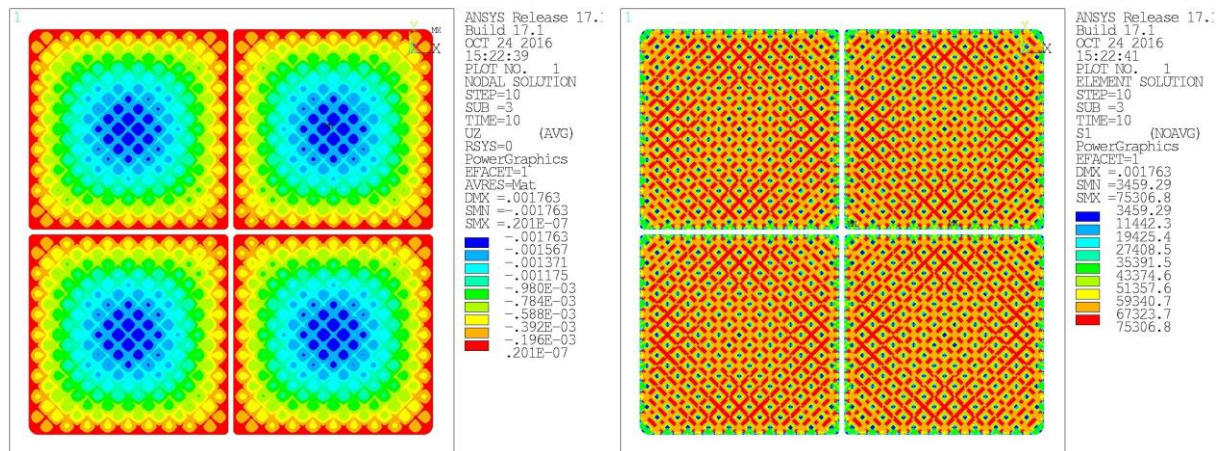 1
Y
MX
X
ANSYS Release 17.
Build 17.1
OCT 24 2016
15:22:39
PLOT NO. 1
NODAL SOLUTION
STEP=10
SUB =3
TIME=10
UZ (AVG)
RSYS=0
PowerGraphics
EFACET=1
AVRES=Mat
DMX =.001763
SMN =-.001763
SMX =.201E-07
-.001763
-.001567
-.001371
-.001175
-.980E-03
-.784E-03
-.588E-03
-.392E-03
-.196E-03
.201E-07
1
Y
X
ANSYS Release 17.
Build 17.1
OCT 24 2016
15:22:41
PLOT NO. 1
ELEMENT SOLUTION
STEP=10
SUB =3
TIME=10
S1 (NOAVG)
PowerGraphics
EFACET=1
DMX =.001763
SMN =3459.29
SMX =75306.8
3459.29
11442.3
19425.4
27408.5
35391.5
43374.6
51357.6
59340.7
67323.7
75306.8